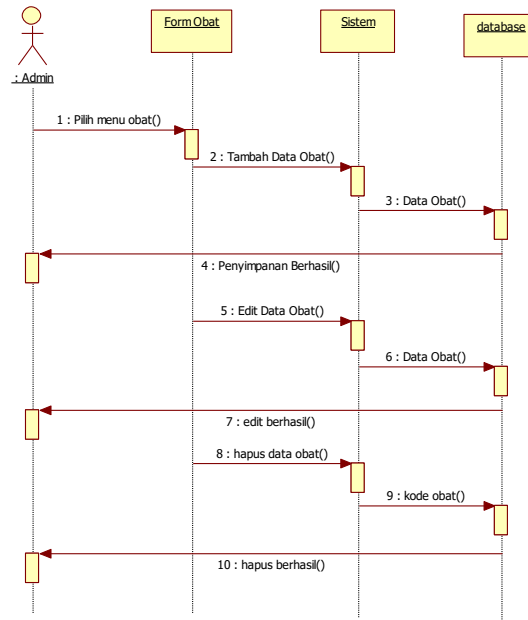 Form Obat
Sistem
database
: Admin
1 : Pilih menu obat()
2 : Tambah Data Obat()
3 : Data Obat()
4 : Penyimpanan Berhasil()
5 : Edit Data Obat()
6 : Data Obat()
7 : edit berhasil()
8 : hapus data obat()
9 : kode obat()
10 : hapus berhasil()